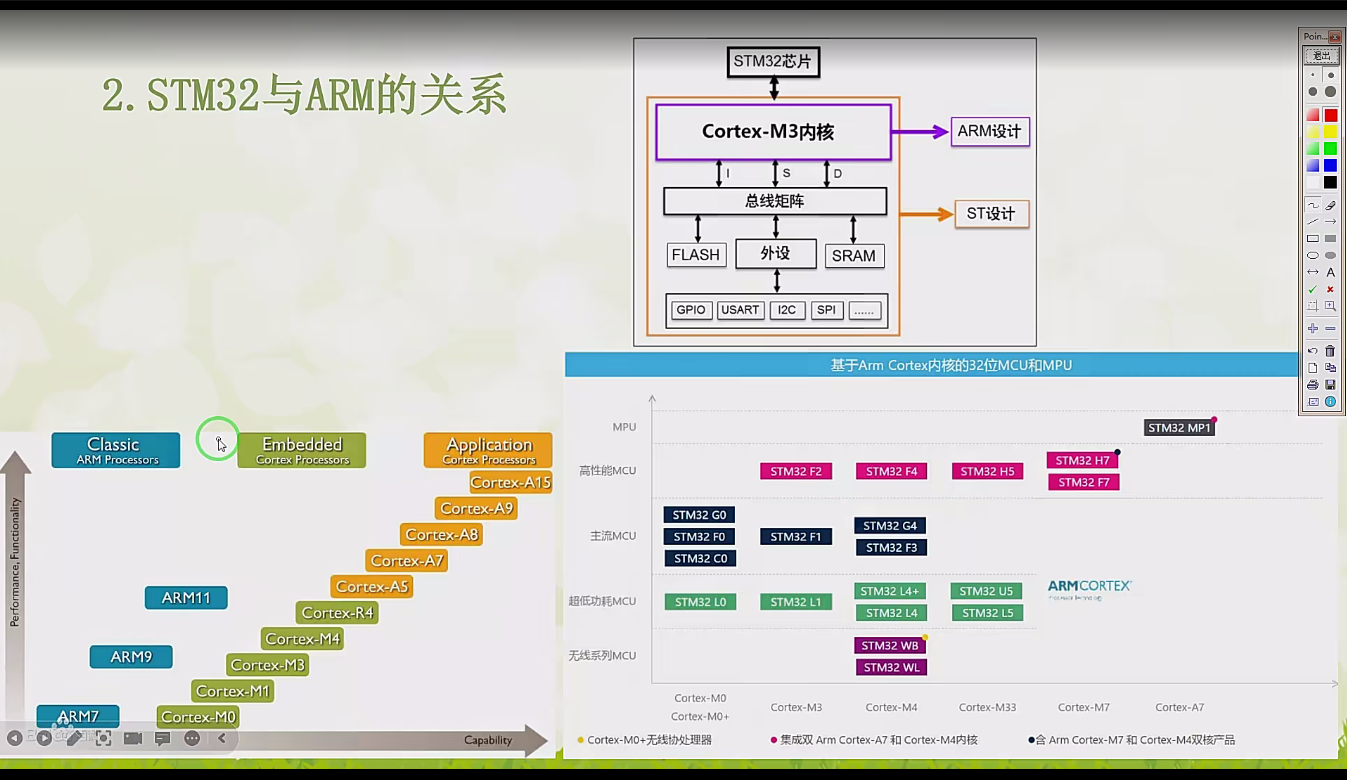 2.STM32与ARM的关系
STM32芯片
Cortex-M3内核
ARM设计
I
S
D
总线矩阵
ST设计
FLASH
外设
SRAM
GPIO
USART
I2C
SPI
......
Poin...
退出
A
基于Arm Cortex内核的32位MCU和MPU
MPU
STM32 MP1
高性能MCU
STM32 F2
STM32 F4
STM32 H5
STM32 H7
STM32 F7
主流MCU
STM32 G0
STM32 F0
STM32 C0
STM32 F1
STM32 G4
STM32 F3
超低功耗MCU
STM32 L0
STM32 L1
STM32 L4+
STM32 L4
STM32 U5
STM32 L5
ARMCORTEX
无线系列MCU
STM32 WB
STM32 WL
Cortex-M0
Cortex-M0+
Cortex-M3
Cortex-M4
Cortex-M33
Cortex-M7
Cortex-A7
Cortex-M0+无线协处理器
集成双 Arm Cortex-A7 和 Cortex-M4内核
含 Arm Cortex-M7 和 Cortex-M4双核产品
Classic
ARM Processors
Embedded
Cortex Processors
Application
Cortex Processors
Performance, Functionality
Cortex-A15
Cortex-A9
Cortex-A8
Cortex-A7
Cortex-A5
ARM11
Cortex-R4
Cortex-M4
ARM9
Cortex-M3
Cortex-M1
ARM7
Cortex-M0
Capability